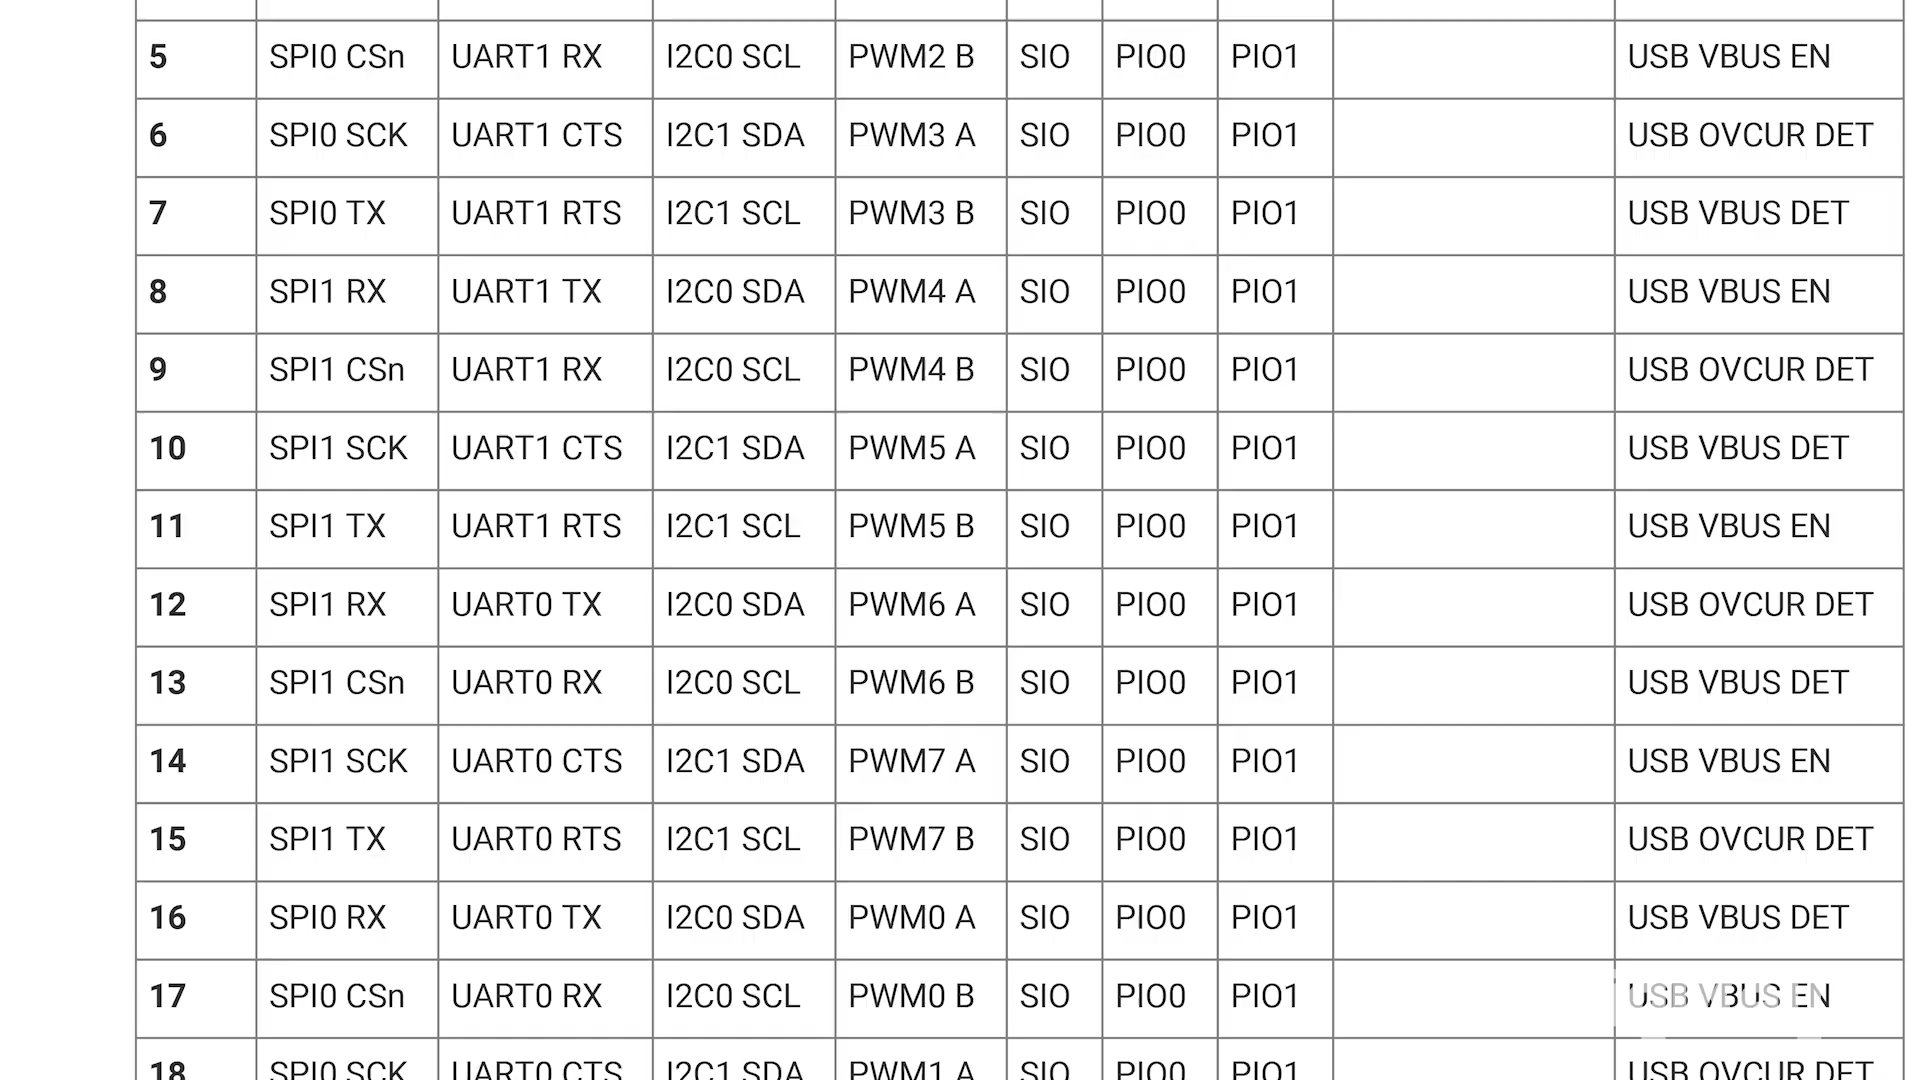 5 SPI0 CSn UART1 RX I2C0 SCL PWM2 B SIO PIO0 PIO1 USB VBUS EN
6 SPI0 SCK UART1 CTS I2C1 SDA PWM3 A SIO PIO0 PIO1 USB OVCUR DET
7 SPI0 TX UART1 RTS I2C1 SCL PWM3 B SIO PIO0 PIO1 USB VBUS DET
8 SPI1 RX UART1 TX I2C0 SDA PWM4 A SIO PIO0 PIO1 USB VBUS EN
9 SPI1 CSn UART1 RX I2C0 SCL PWM4 B SIO PIO0 PIO1 USB OVCUR DET
10 SPI1 SCK UART1 CTS I2C1 SDA PWM5 A SIO PIO0 PIO1 USB VBUS DET
11 SPI1 TX UART1 RTS I2C1 SCL PWM5 B SIO PIO0 PIO1 USB VBUS EN
12 SPI1 RX UART0 TX I2C0 SDA PWM6 A SIO PIO0 PIO1 USB OVCUR DET
13 SPI1 CSn UART0 RX I2C0 SCL PWM6 B SIO PIO0 PIO1 USB VBUS DET
14 SPI1 SCK UART0 CTS I2C1 SDA PWM7 A SIO PIO0 PIO1 USB VBUS EN
15 SPI1 TX UART0 RTS I2C1 SCL PWM7 B SIO PIO0 PIO1 USB OVCUR DET
16 SPI0 RX UART0 TX I2C0 SDA PWM0 A SIO PIO0 PIO1 USB VBUS DET
17 SPI0 CSn UART0 RX I2C0 SCL PWM0 B SIO PIO0 PIO1 USB VBUS EN
18 SPI0 SCK UART0 CTS I2C1 SDA PWM1 A SIO PIO0 PIO1 USB OVCUR DET